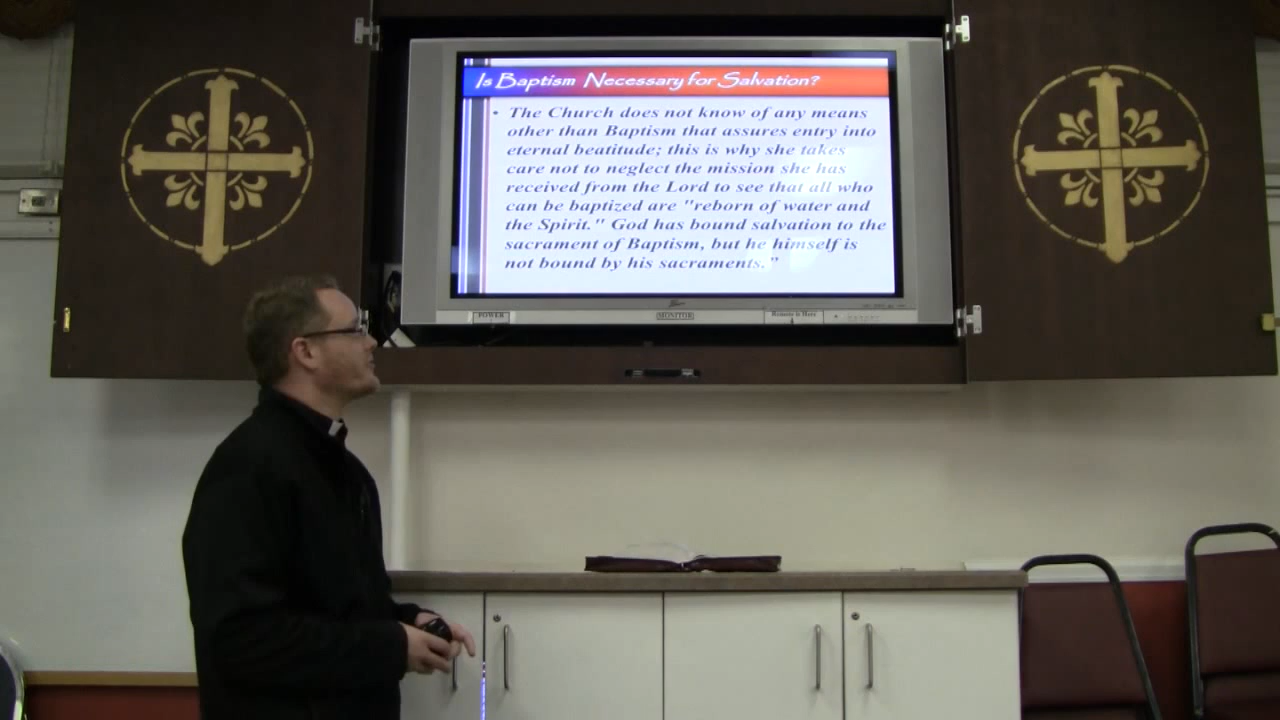 Is Baptism Necessary for Salvation?
• The Church does not know of any means
other than Baptism that assures entry into
eternal beatitude; this is why she takes
care not to neglect the mission she has
received from the Lord to see that all who
can be baptized are "reborn of water and
the Spirit." God has bound salvation to the
sacrament of Baptism, but he himself is
not bound by his sacraments."
POWER
MONITOR
Remote is Here